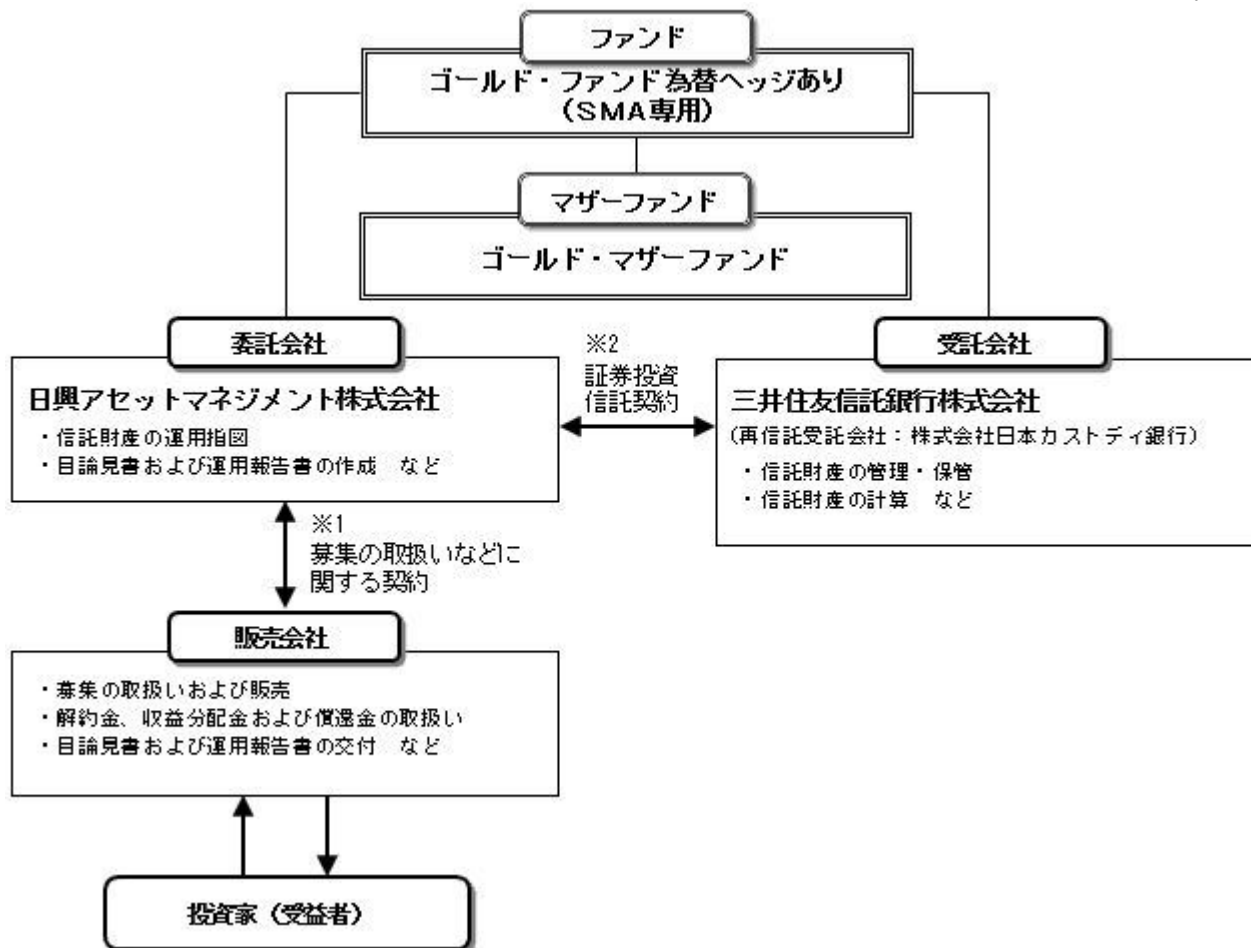 ファンド
ゴールド・ファンド為替ヘッジあり
(SMA専用)
マザーファンド
ゴールド・マザーファンド
委託会社
日興アセットマネジメント株式会社
・信託財産の運用指図
・目論見書および運用報告書の作成　など
※2
証券投資
信託契約
受託会社
三井住友信託銀行株式会社
(再信託受託会社：株式会社日本カストディ銀行)
・信託財産の管理・保管
・信託財産の計算　など
※1
募集の取扱いなどに
関する契約
販売会社
・募集の取扱いおよび販売
・解約金、収益分配金および償還金の取扱い
・目論見書および運用報告書の交付　など
投資家（受益者）